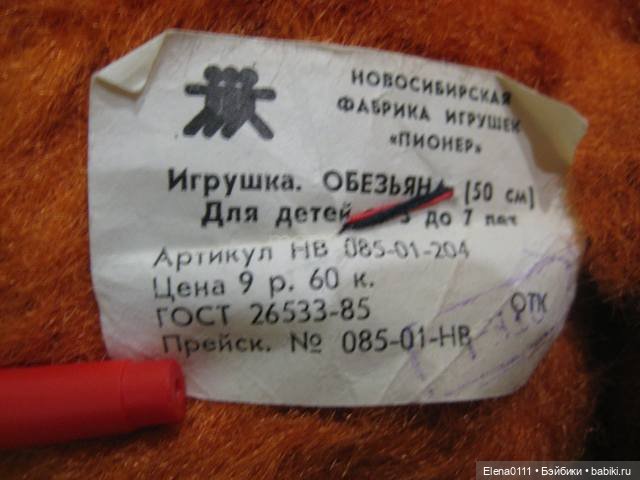 НОВОСИБИРСКАЯ
ФАБРИКА ИГРУШЕК
«ПИОНЕР»
Игрушка. ОБЕЗЬЯНА (50 см)
Для детей 3 до 7 лет
Артикул НВ 085-01-204
Цена 9 р. 60 к.
ГОСТ 26533-85
ОТК
Прейск. № 085-01-НВ
Elena0111 • Бэйбики • babiki.ru